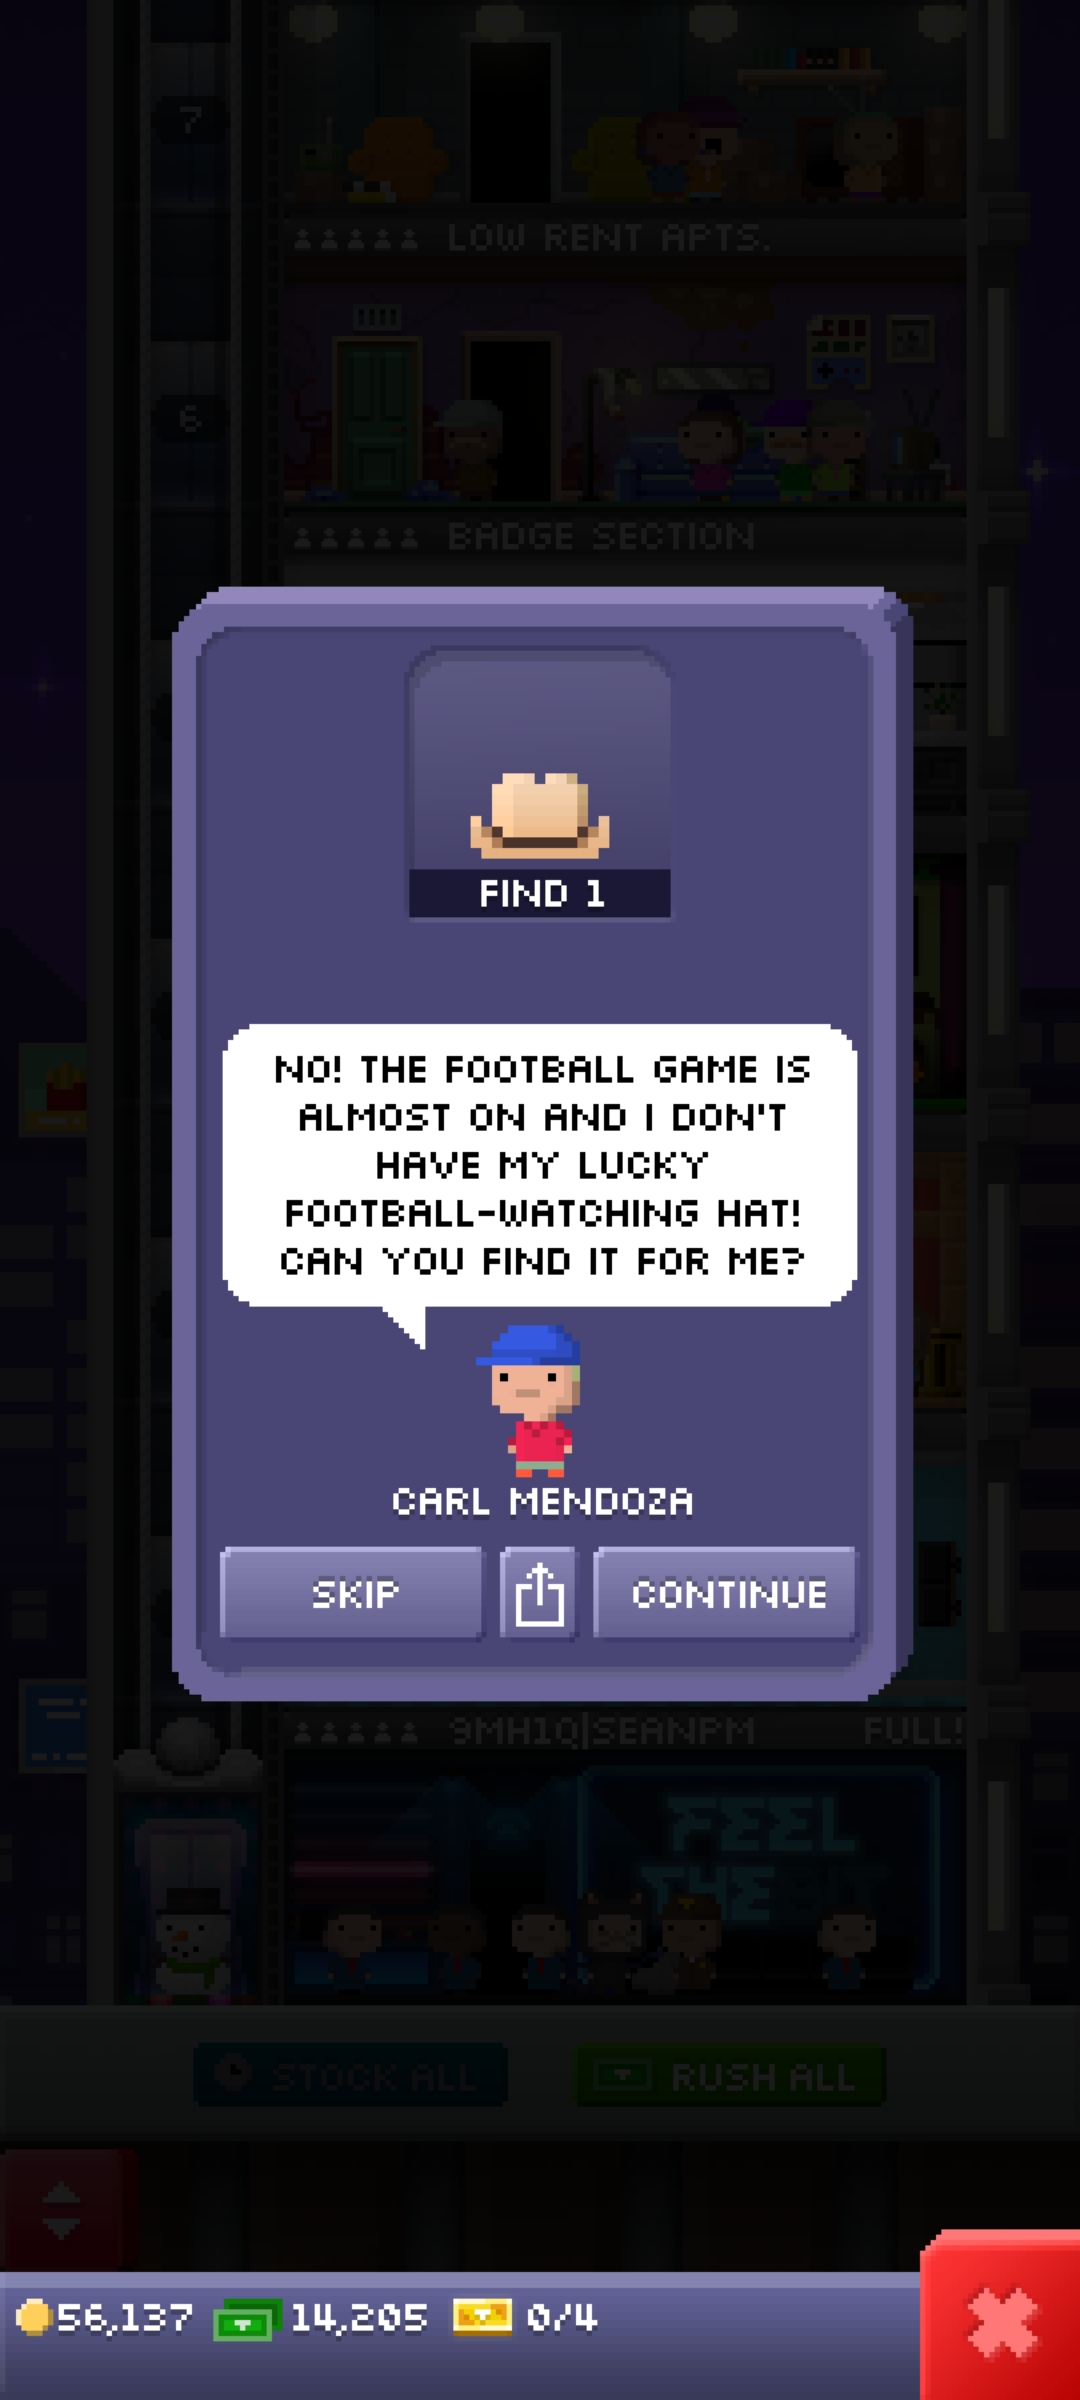 7
LOW RENT APTS.
6
BADGE SECTION
FIND 1
NO! THE FOOTBALL GAME IS
ALMOST ON AND I DON'T
HAVE MY LUCKY
FOOTBALL-WATCHING HAT!
CAN YOU FIND IT FOR ME?
CARL MENDOZA
SKIP
CONTINUE
9MH1Q|SEANPM FULL!
FEEL
THE BIT
STOCK ALL
RUSH ALL
56,137 14,205 0/4